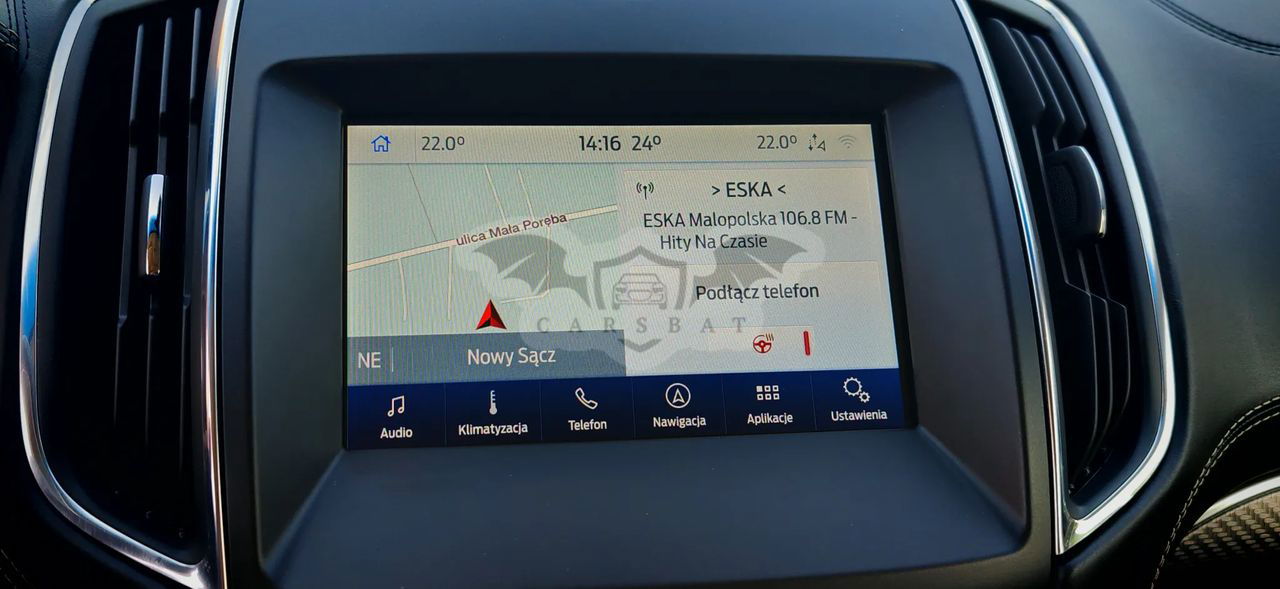 22.0° 14:16 24° 22.0°
ulica Mała Poręba
> ESKA <
ESKA Malopolska 106.8 FM -
Hity Na Czasie
Podłącz telefon
CARSBAT
NE Nowy Sącz
Audio Klimatyzacja Telefon Nawigacja Aplikacje Ustawienia